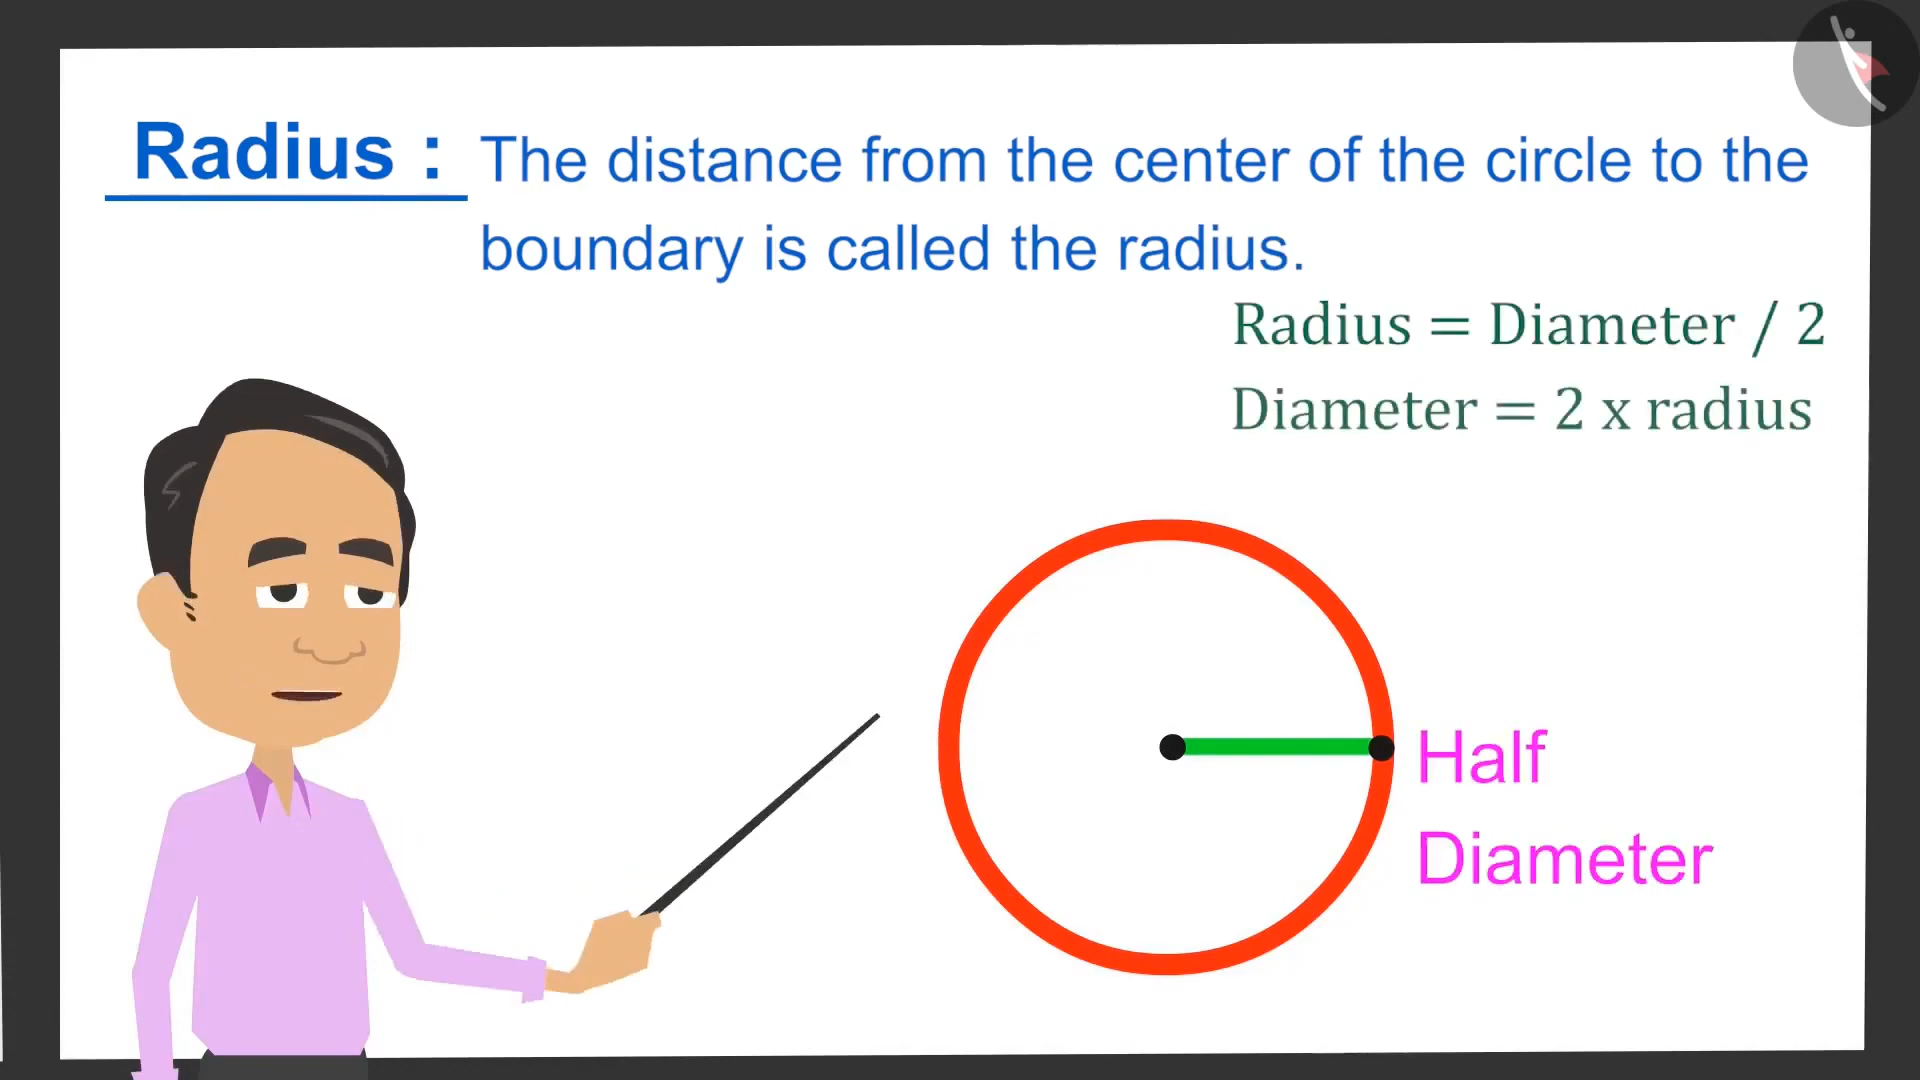 Radius : The distance from the center of the circle to the
boundary is called the radius.
Radius = Diameter / 2
Diameter = 2 x radius
Half
Diameter